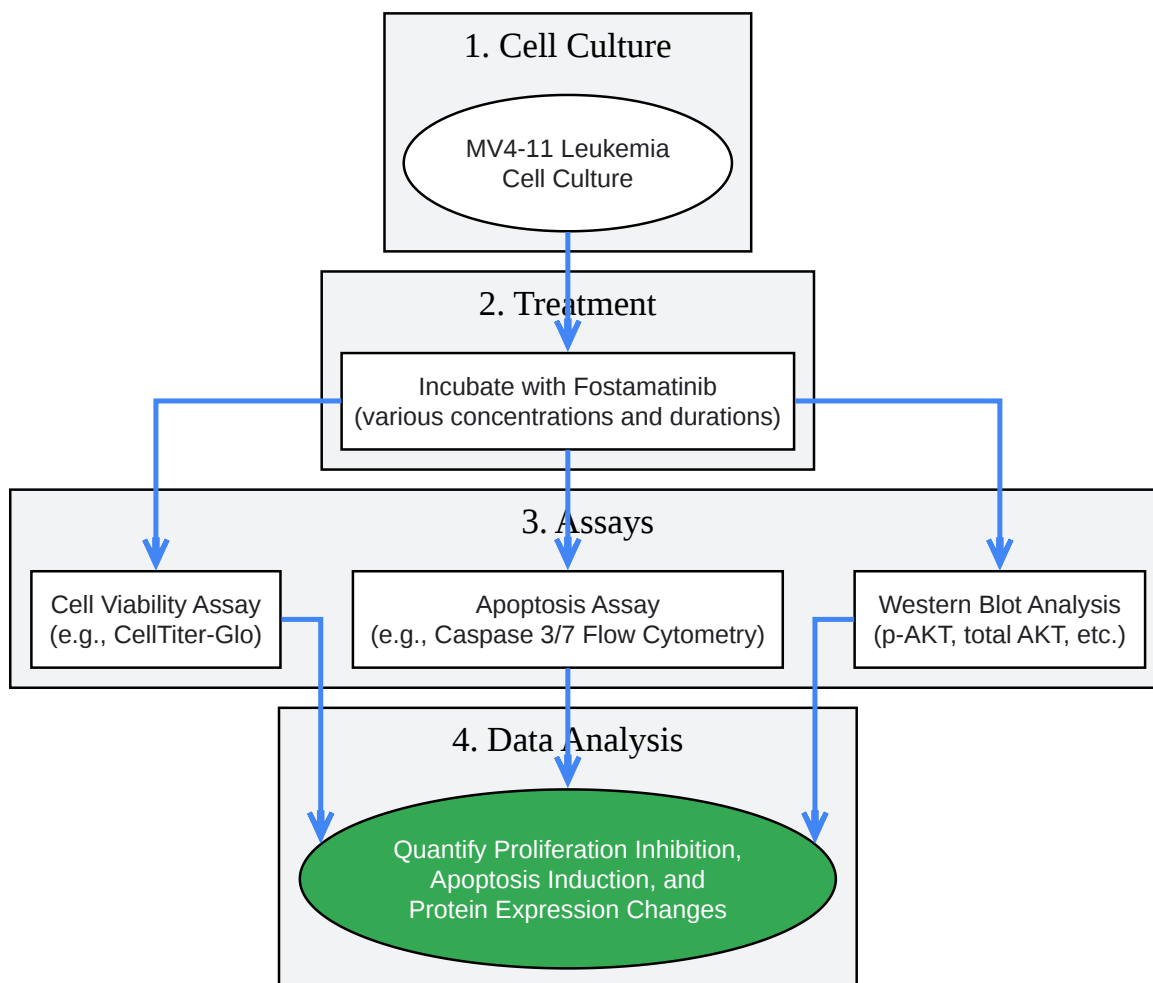 1. Cell Culture
MV4-11 Leukemia
Cell Culture
2. Treatment
Incubate with Fostamatinib
(various concentrations and durations)
3. Assays
Cell Viability Assay
(e.g., CellTiter-Glo)
Apoptosis Assay
(e.g., Caspase 3/7 Flow Cytometry)
Western Blot Analysis
(p-AKT, total AKT, etc.)
4. Data Analysis
Quantify Proliferation Inhibition,
Apoptosis Induction, and
Protein Expression Changes